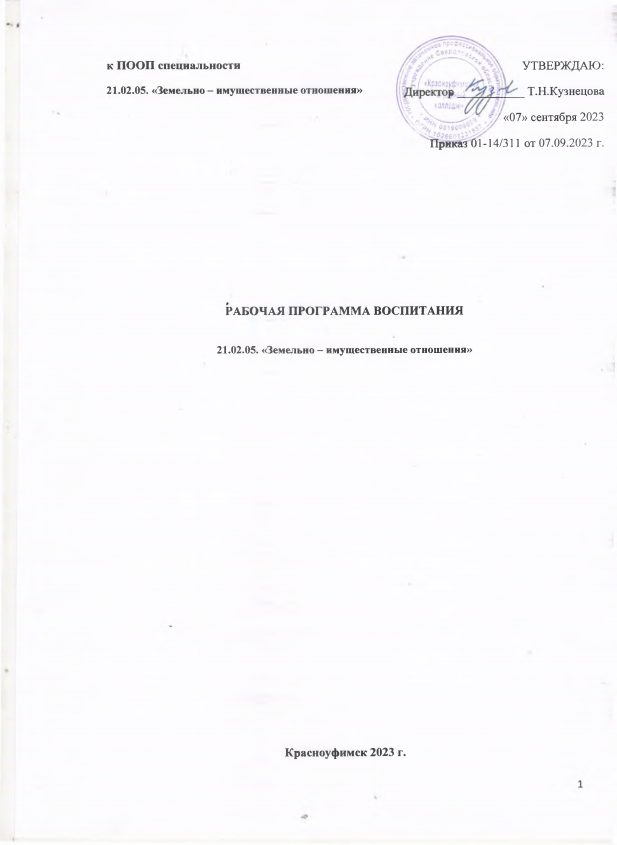 к ПООП специальности
УТВЕРЖДАЮ:
21.02.05. «Земельно – имущественные отношения»
Директор ____________ Т.Н.Кузнецова
«07» сентября 2023
Приказ 01-14/311 от 07.09.2023 г.
РАБОЧАЯ ПРОГРАММА ВОСПИТАНИЯ
21.02.05. «Земельно – имущественные отношения»
Красноуфимск 2023 г.
1